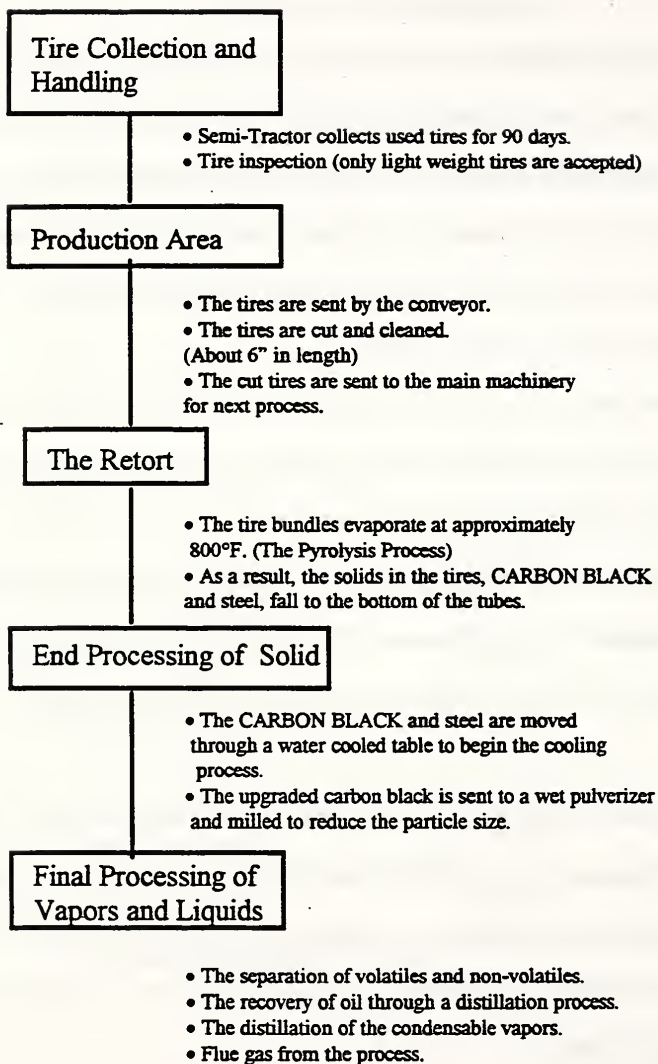 Tire Collection and
Handling
• Semi-Tractor collects used tires for 90 days.
• Tire inspection (only light weight tires are accepted)
Production Area
• The tires are sent by the conveyor.
• The tires are cut and cleaned.
(About 6" in length)
• The cut tires are sent to the main machinery
for next process.
The Retort
• The tire bundles evaporate at approximately
800°F. (The Pyrolysis Process)
• As a result, the solids in the tires, CARBON BLACK
and steel, fall to the bottom of the tubes.
End Processing of Solid
• The CARBON BLACK and steel are moved
through a water cooled table to begin the cooling
process.
• The upgraded carbon black is sent to a wet pulverizer
and milled to reduce the particle size.
Final Processing of
Vapors and Liquids
• The separation of volatiles and non-volatiles.
• The recovery of oil through a distillation process.
• The distillation of the condensable vapors.
• Flue gas from the process.